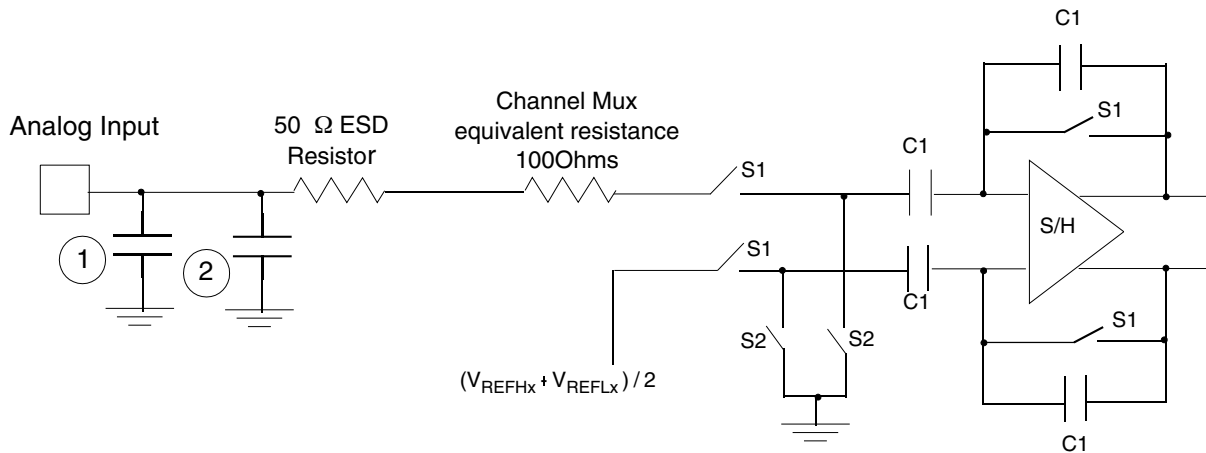 C1
Channel Mux
equivalent resistance
100Ohms
Analog Input
50 Ω ESD
Resistor
S1
S1
C1
S/H
1
2
S1
C1
S2
S2
S1
(VREFHx + VREFLx) / 2
C1